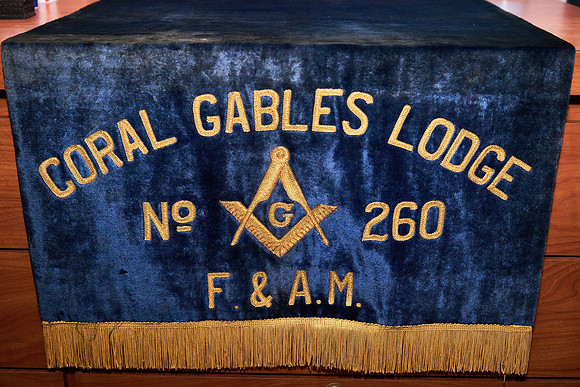 CORAL GABLES LODGE
No G 260
F. & A.M.